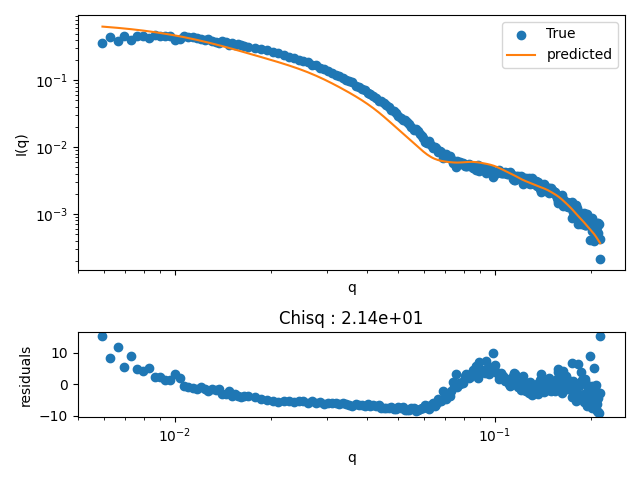 True
predicted
10⁻¹
10⁻²
10⁻³
I(q)
q
Chisq : 2.14e+01
10
0
−10
residuals
10⁻²
10⁻¹
q